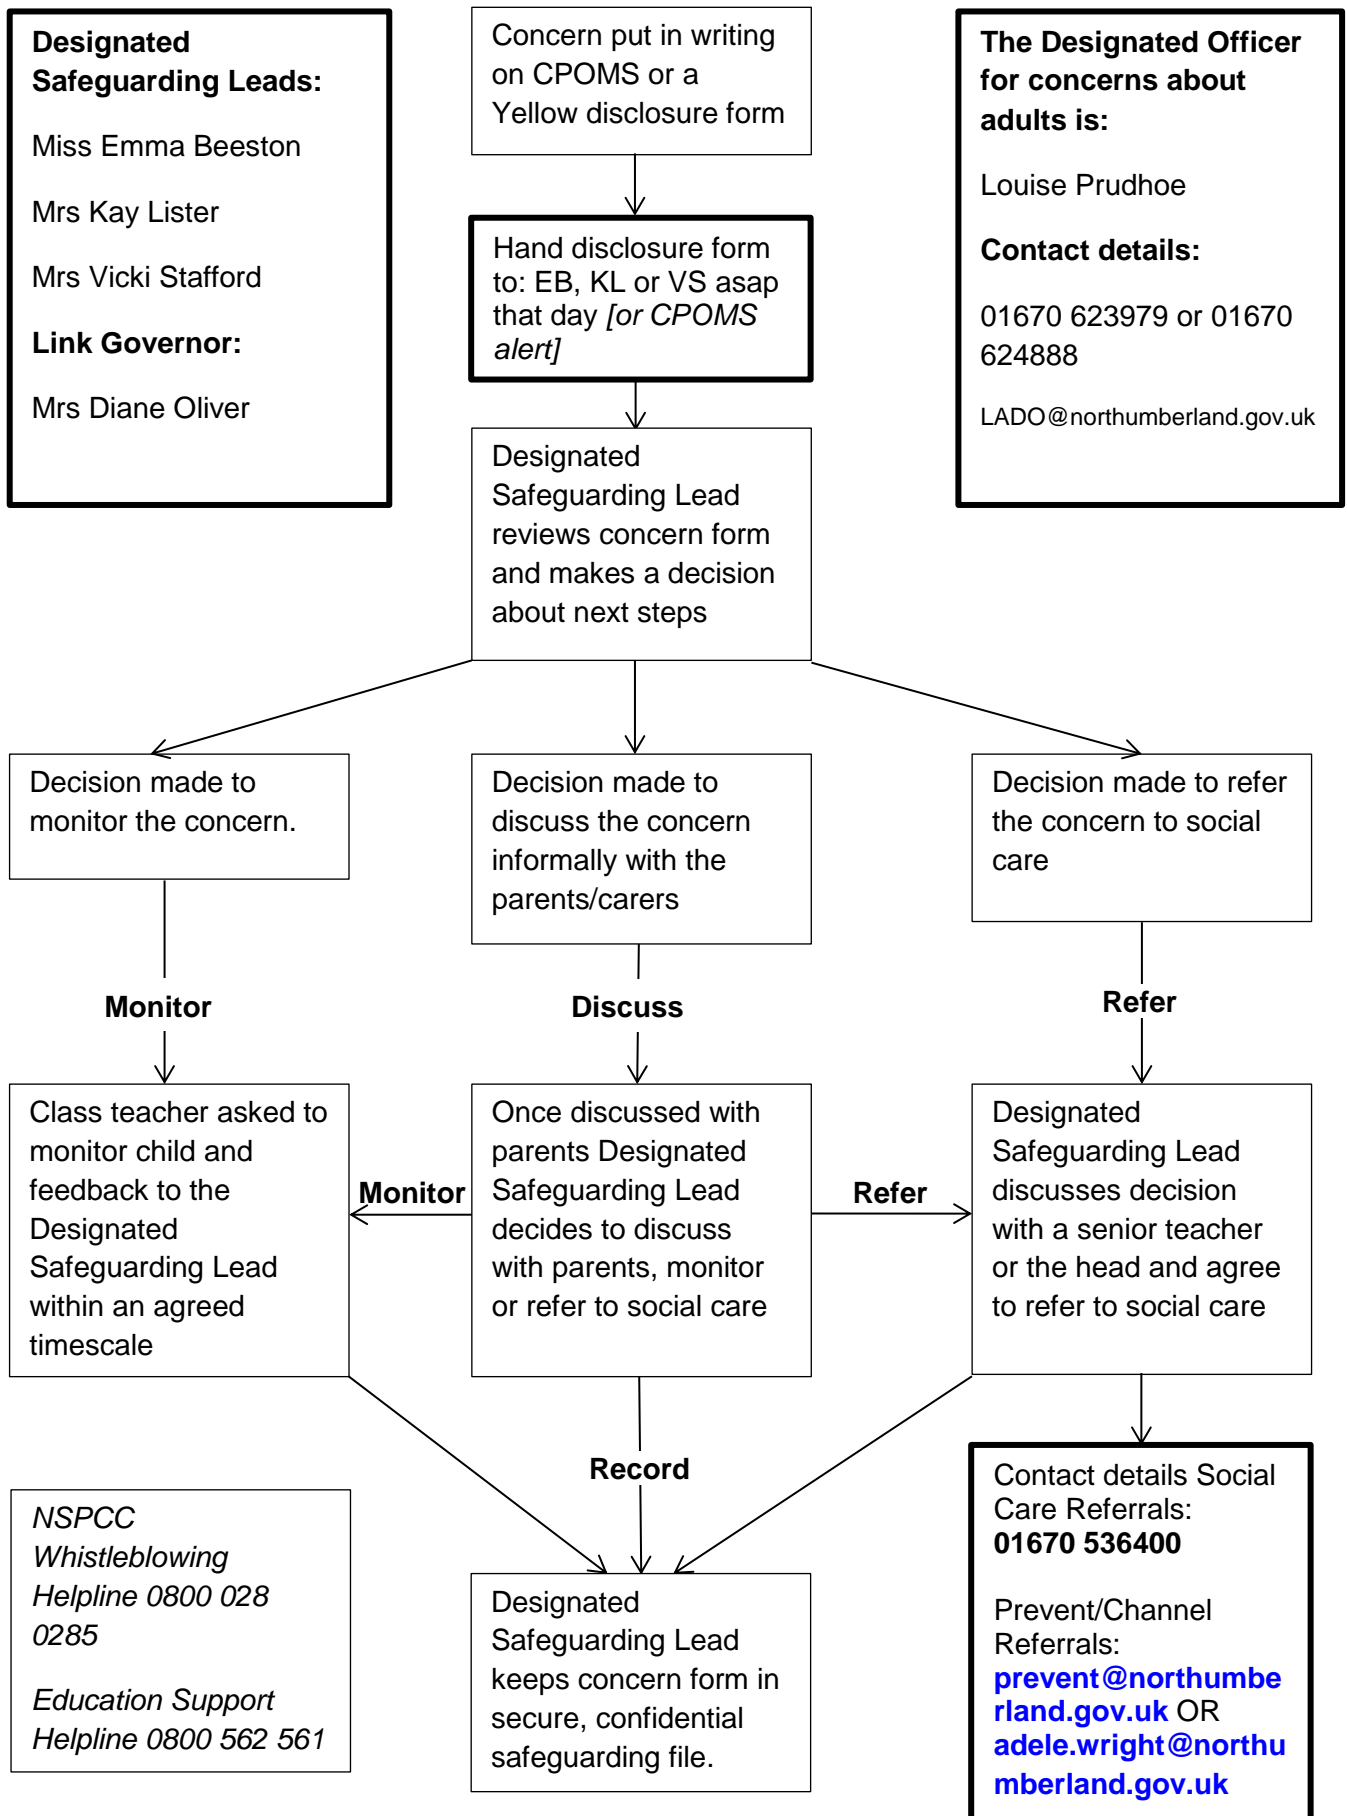 Designated
Safeguarding Leads:
Miss Emma Beeston
Mrs Kay Lister
Mrs Vicki Stafford
Link Governor:
Mrs Diane Oliver
Concern put in writing
on CPOMS or a
Yellow disclosure form
The Designated Officer
for concerns about
adults is:
Louise Prudhoe
Contact details:
01670 623979 or 01670
624888
LADO@northumberland.gov.uk
Hand disclosure form
to: EB, KL or VS asap
that day [or CPOMS
alert]
Designated
Safeguarding Lead
reviews concern form
and makes a decision
about next steps
Decision made to
monitor the concern.
Decision made to
discuss the concern
informally with the
parents/carers
Decision made to refer
the concern to social
care
Monitor
Discuss
Refer
Class teacher asked to
monitor child and
feedback to the
Designated
Safeguarding Lead
within an agreed
timescale
Monitor
Once discussed with
parents Designated
Safeguarding Lead
decides to discuss
with parents, monitor
or refer to social care
Refer
Designated
Safeguarding Lead
discusses decision
with a senior teacher
or the head and agree
to refer to social care
Record
NSPCC
Whistleblowing
Helpline 0800 028
0285
Education Support
Helpline 0800 562 561
Designated
Safeguarding Lead
keeps concern form in
secure, confidential
safeguarding file.
Contact details Social
Care Referrals:
01670 536400
Prevent/Channel
Referrals:
prevent@northumbe
rland.gov.uk OR
adele.wright@northu
mberland.gov.uk